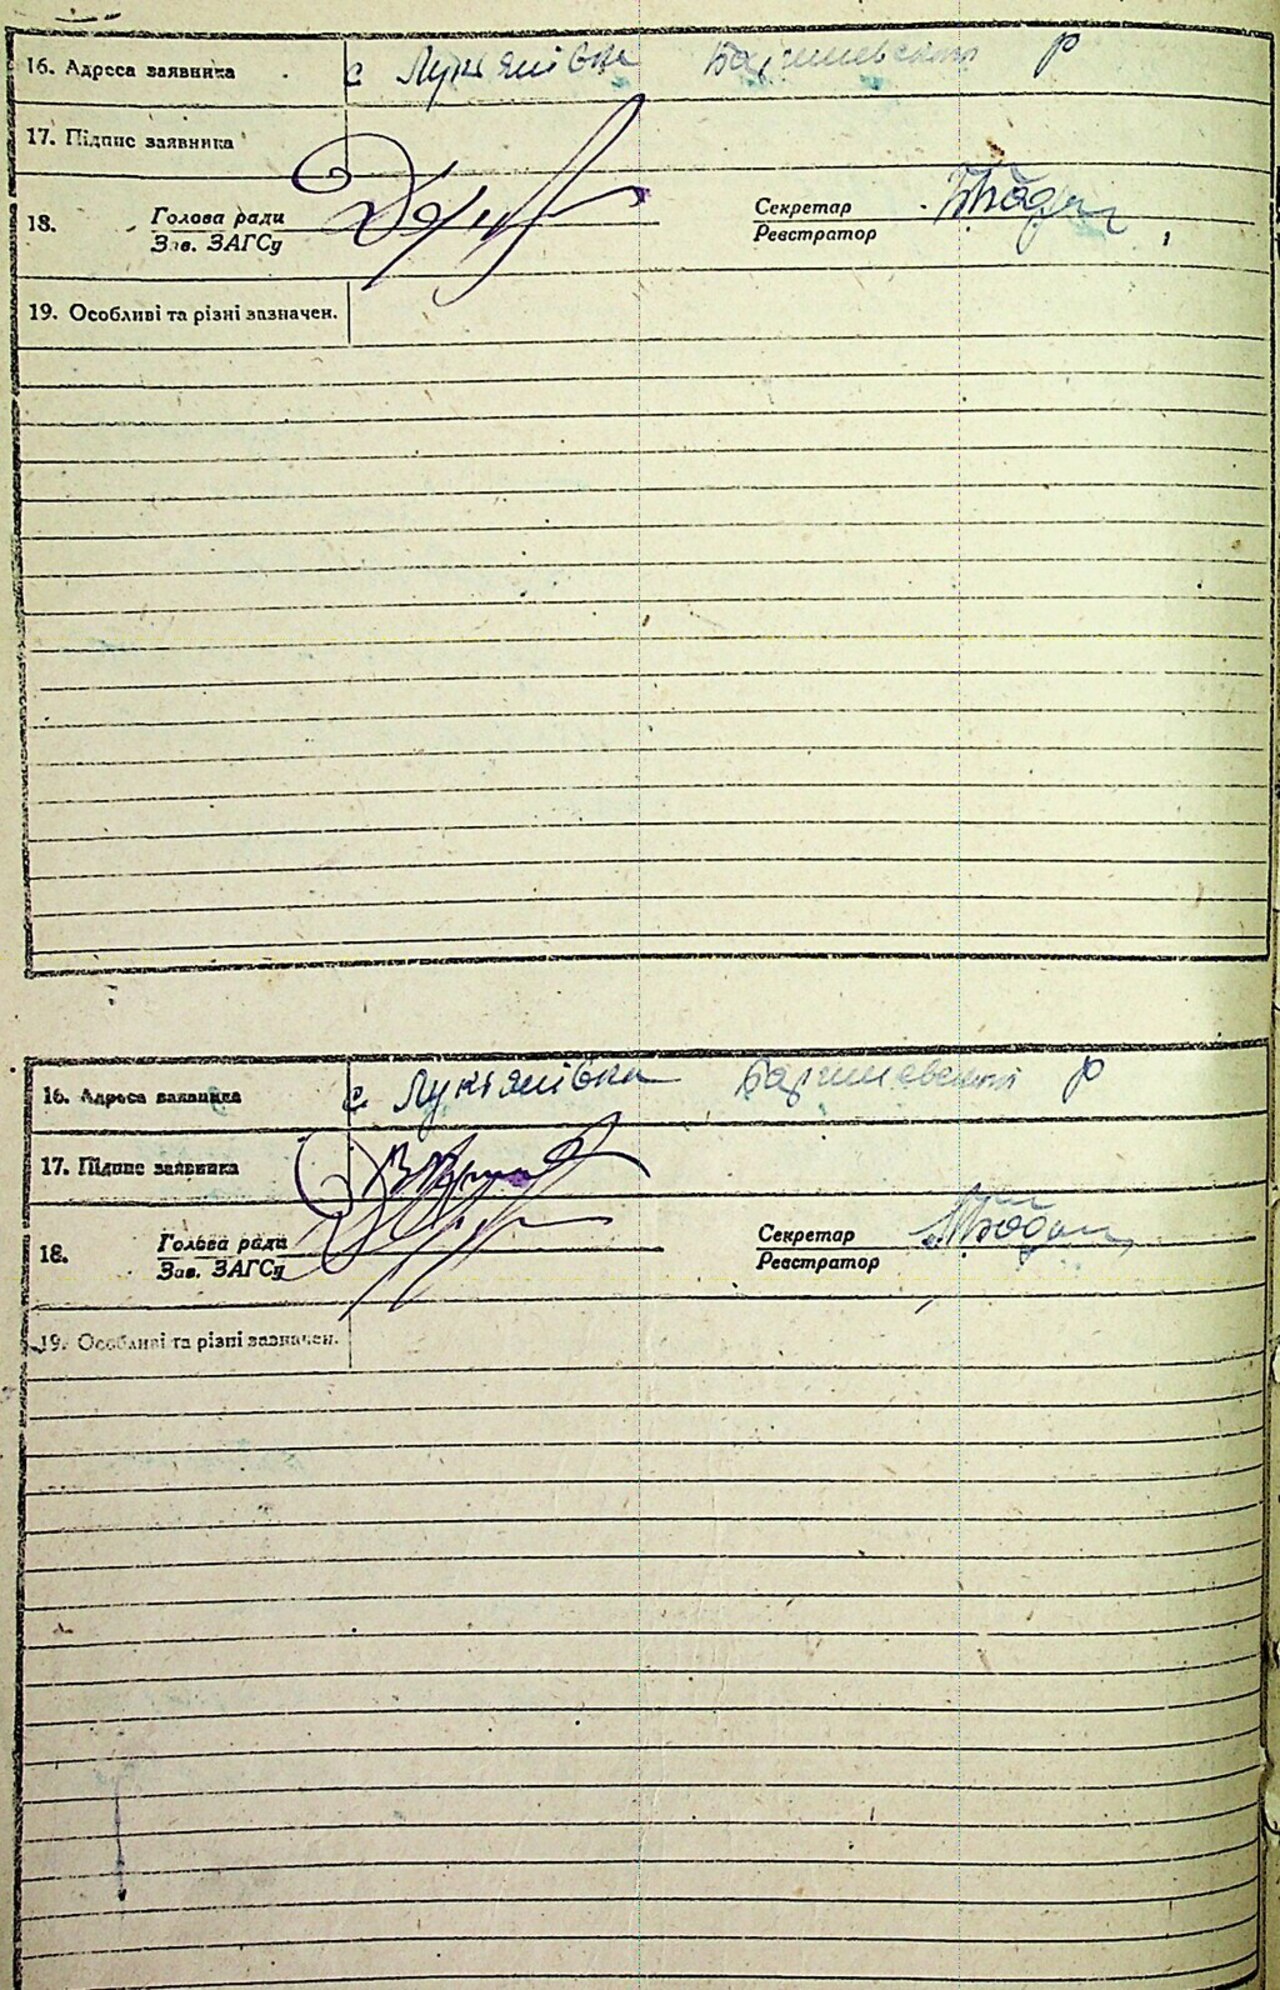 16. Адреса заявника с Лукіянівка Баришевський р
17. Підпис заявника
18. Голова ради Секретар
Зав. ЗАГСу Реєстратор
19. Особливі та різні зазначен.
16. Адреса заявника с Лукіянівка Баришевський р
17. Підпис заявника
18. Голова ради Секретар
Зав. ЗАГСу Реєстратор
19. Особливі та різні зазначен.